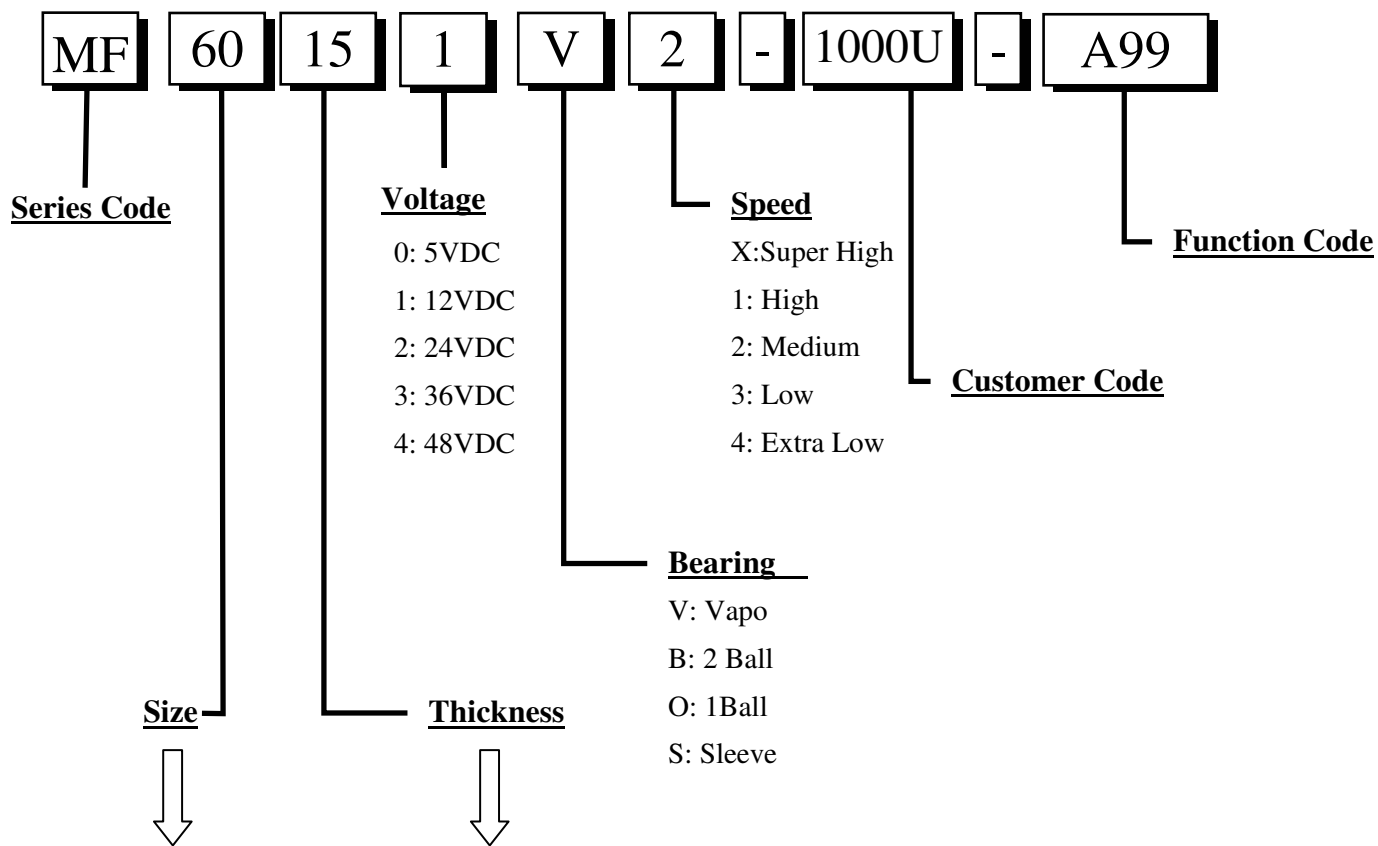 MF 60 15 1 V 2 - 1000U - A99
Series Code
Voltage
0: 5VDC
1: 12VDC
2: 24VDC
3: 36VDC
4: 48VDC
Speed
X:Super High
1: High
2: Medium
3: Low
4: Extra Low
Function Code
Customer Code
Bearing
V: Vapo
B: 2 Ball
O: 1Ball
S: Sleeve
Size
Thickness